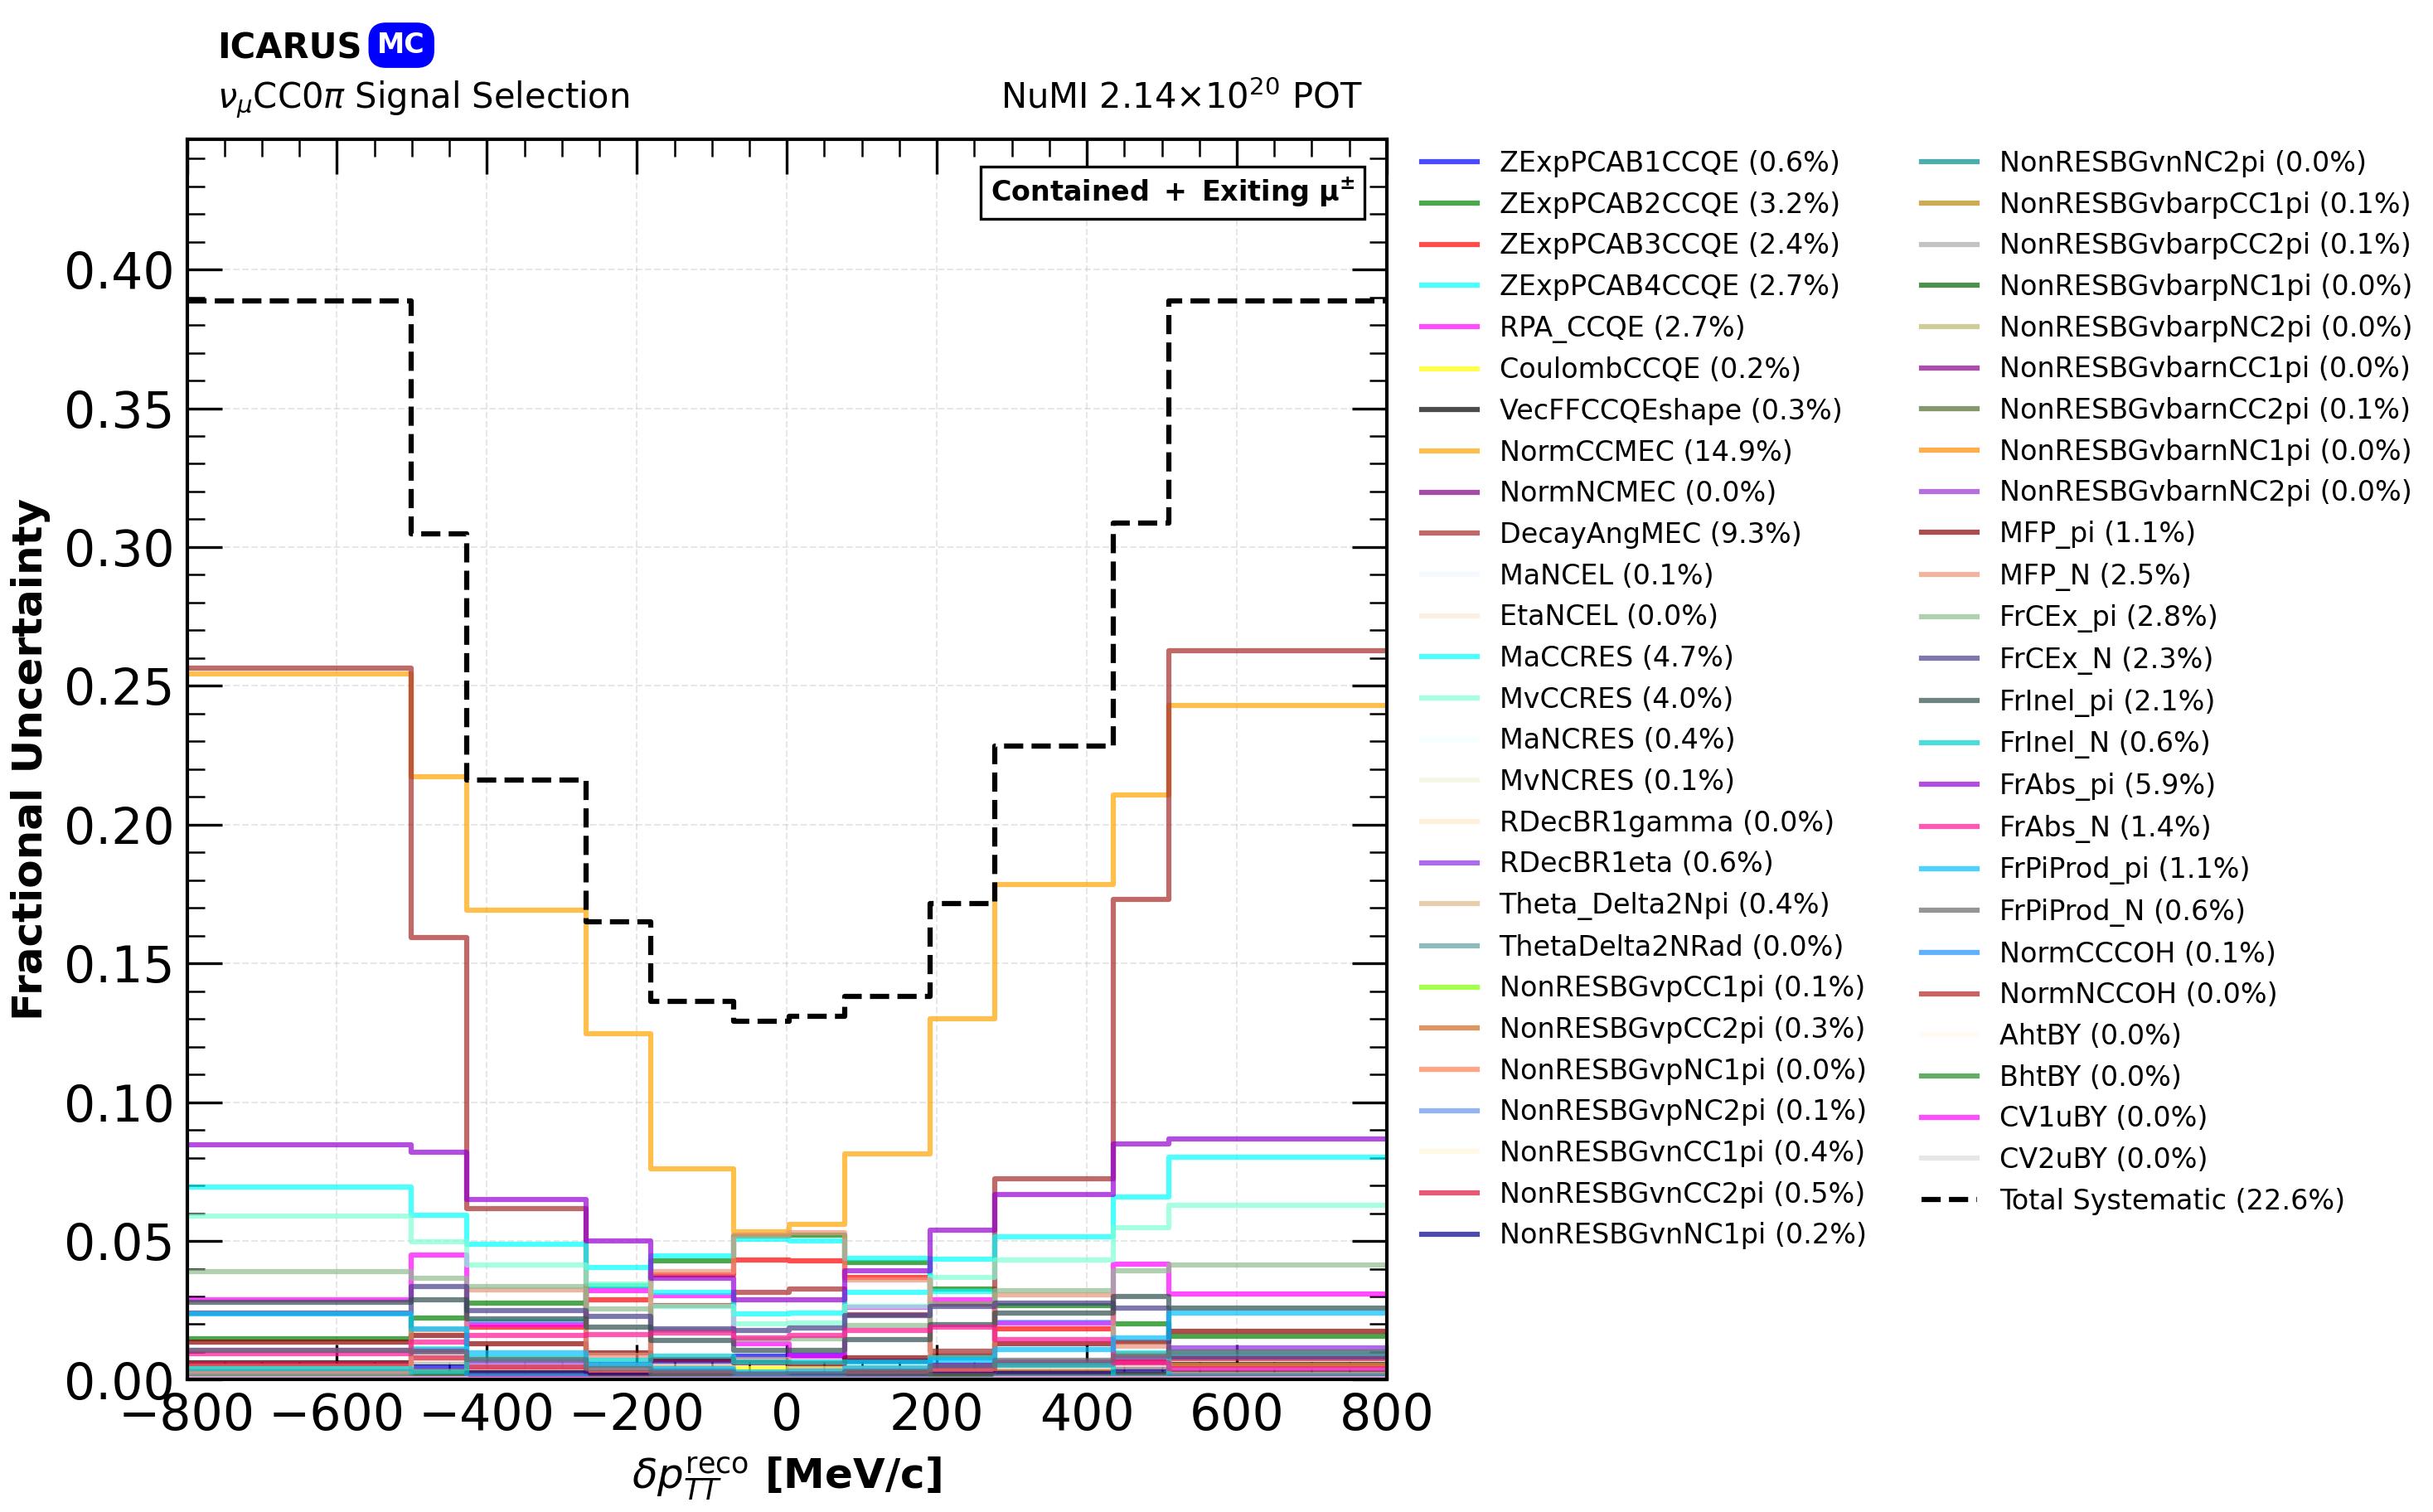 ICARUS MC
νμCC0π Signal Selection
NuMI 2.14×10^20 POT
Contained + Exiting μ±
Fractional Uncertainty
0.40
0.35
0.30
0.25
0.20
0.15
0.10
0.05
0.00
−800 −600 −400 −200 0 200 400 600 800
δp_TT^reco [MeV/c]
ZExpPCAB1CCQE (0.6%)
ZExpPCAB2CCQE (3.2%)
ZExpPCAB3CCQE (2.4%)
ZExpPCAB4CCQE (2.7%)
RPA_CCQE (2.7%)
CoulombCCQE (0.2%)
VecFFCCQEshape (0.3%)
NormCCMEC (14.9%)
NormNCMEC (0.0%)
DecayAngMEC (9.3%)
MaNCEL (0.1%)
EtaNCEL (0.0%)
MaCCRES (4.7%)
MvCCRES (4.0%)
MaNCRES (0.4%)
MvNCRES (0.1%)
RDecBR1gamma (0.0%)
RDecBR1eta (0.6%)
Theta_Delta2Npi (0.4%)
ThetaDelta2NRad (0.0%)
NonRESBGvpCC1pi (0.1%)
NonRESBGvpCC2pi (0.3%)
NonRESBGvpNC1pi (0.0%)
NonRESBGvpNC2pi (0.1%)
NonRESBGvnCC1pi (0.4%)
NonRESBGvnCC2pi (0.5%)
NonRESBGvnNC1pi (0.2%)
NonRESBGvnNC2pi (0.0%)
NonRESBGvbarpCC1pi (0.1%)
NonRESBGvbarpCC2pi (0.1%)
NonRESBGvbarpNC1pi (0.0%)
NonRESBGvbarpNC2pi (0.0%)
NonRESBGvbarnCC1pi (0.0%)
NonRESBGvbarnCC2pi (0.1%)
NonRESBGvbarnNC1pi (0.0%)
NonRESBGvbarnNC2pi (0.0%)
MFP_pi (1.1%)
MFP_N (2.5%)
FrCEx_pi (2.8%)
FrCEx_N (2.3%)
FrInel_pi (2.1%)
FrInel_N (0.6%)
FrAbs_pi (5.9%)
FrAbs_N (1.4%)
FrPiProd_pi (1.1%)
FrPiProd_N (0.6%)
NormCCCOH (0.1%)
NormNCCOH (0.0%)
AhtBY (0.0%)
BhtBY (0.0%)
CV1uBY (0.0%)
CV2uBY (0.0%)
Total Systematic (22.6%)